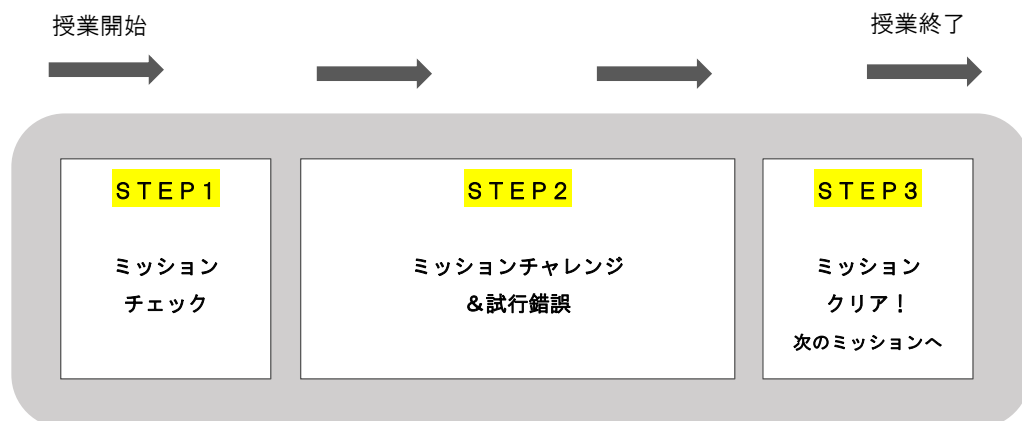 授業開始
授業終了
STEP1
ミッション
チェック
STEP2
ミッションチャレンジ
＆試行錯誤
STEP3
ミッション
クリア！
次のミッションへ